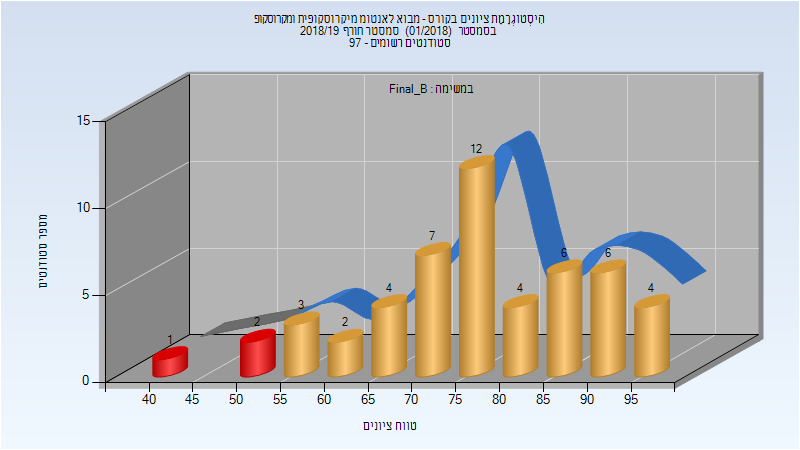 היסטוגרמת ציונים בקורס - מבוא לאנטומ מיקרוסקופית ומקרוסקופ
בסמסטר (01/2018) סמסטר חורף 2018/19
סטודנטים רשומים - 97
במשימה : Final_B
מספר סטודנטים
15
10
5
0
1
2
3
2
4
7
12
4
6
6
4
40 45 50 55 60 65 70 75 80 85 90 95
טווח ציונים